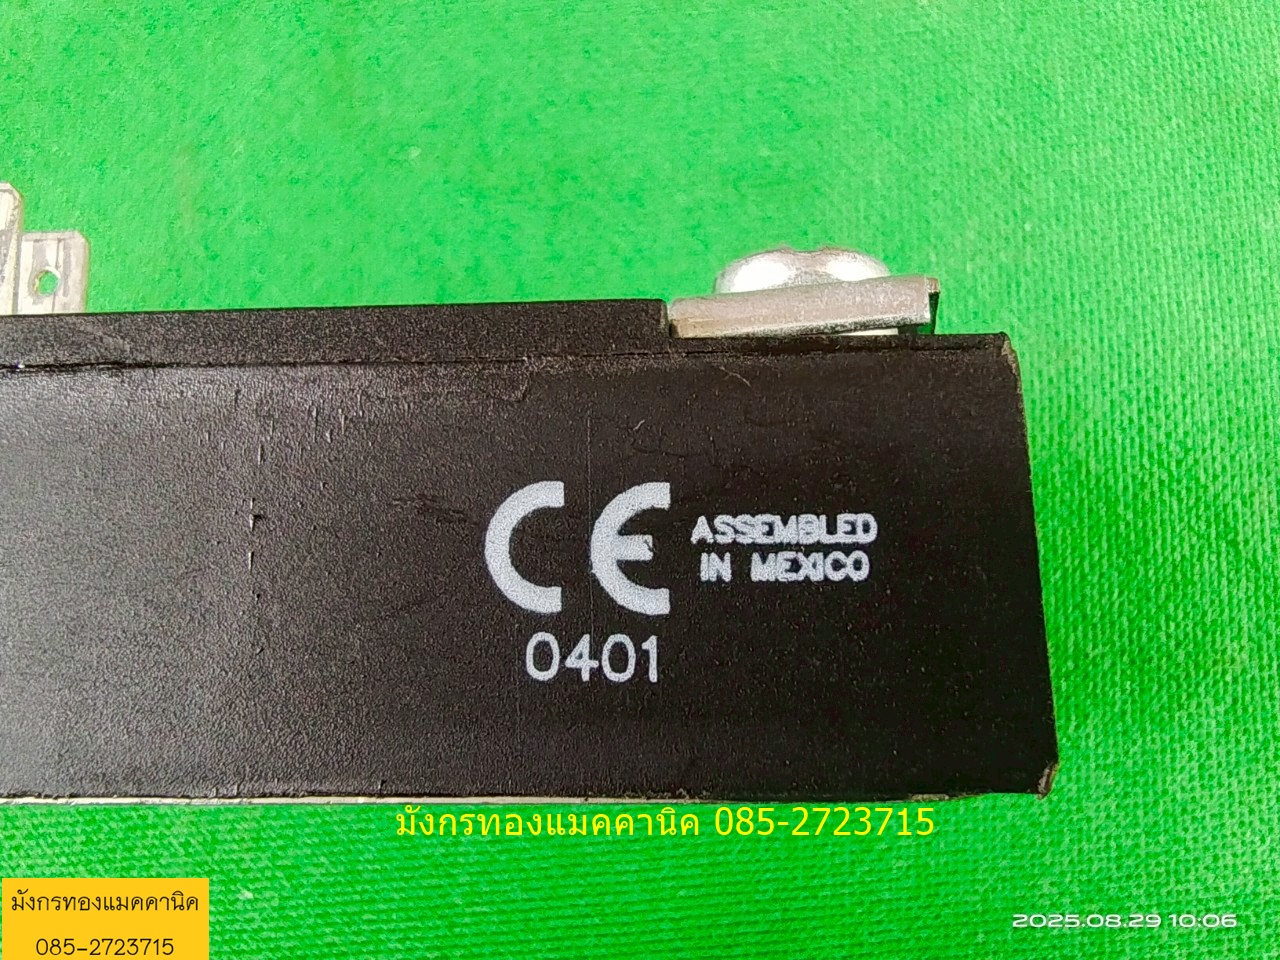 CE ASSEMBLED
IN MEXICO
0401
มังกรทองแมคคานิค 085-2723715
มังกรทองแมคคานิค
085-2723715
2025.08.29 10:06